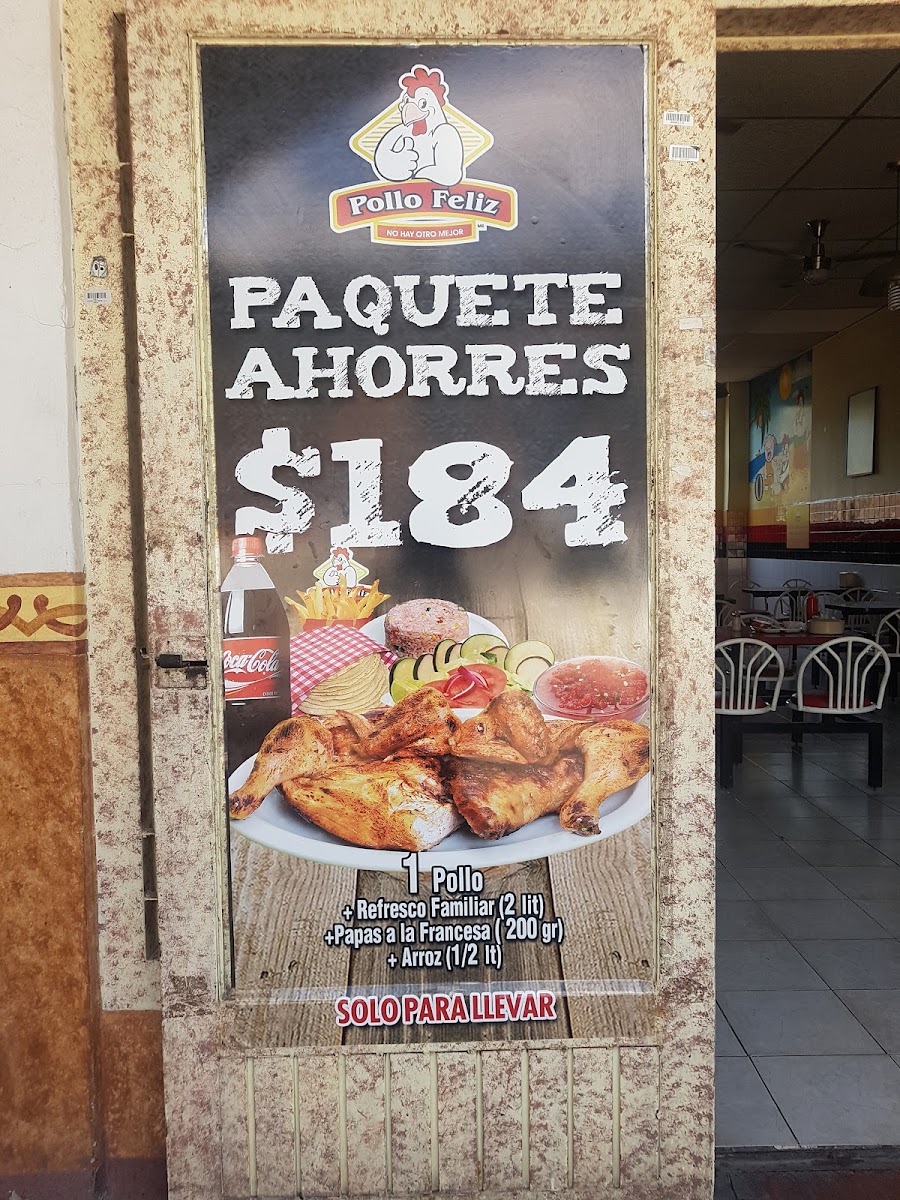 Pollo Feliz
NO HAY OTRO MEJOR
MR
PAQUETE
AHORRES
$184
Coca-Cola
1 Pollo
+ Refresco Familiar (2 lit)
+Papas a la Francesa ( 200 gr)
+ Arroz (1/2 lt)
SOLO PARA LLEVAR